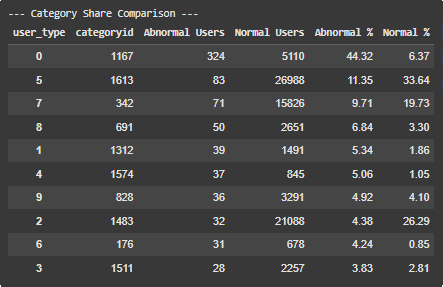 --- Category Share Comparison ---
user_type categoryid Abnormal Users Normal Users Abnormal % Normal %
0 1167 324 5110 44.32 6.37
5 1613 83 26988 11.35 33.64
7 342 71 15826 9.71 19.73
8 691 50 2651 6.84 3.30
1 1312 39 1491 5.34 1.86
4 1574 37 845 5.06 1.05
9 828 36 3291 4.92 4.10
2 1483 32 21088 4.38 26.29
6 176 31 678 4.24 0.85
3 1511 28 2257 3.83 2.81